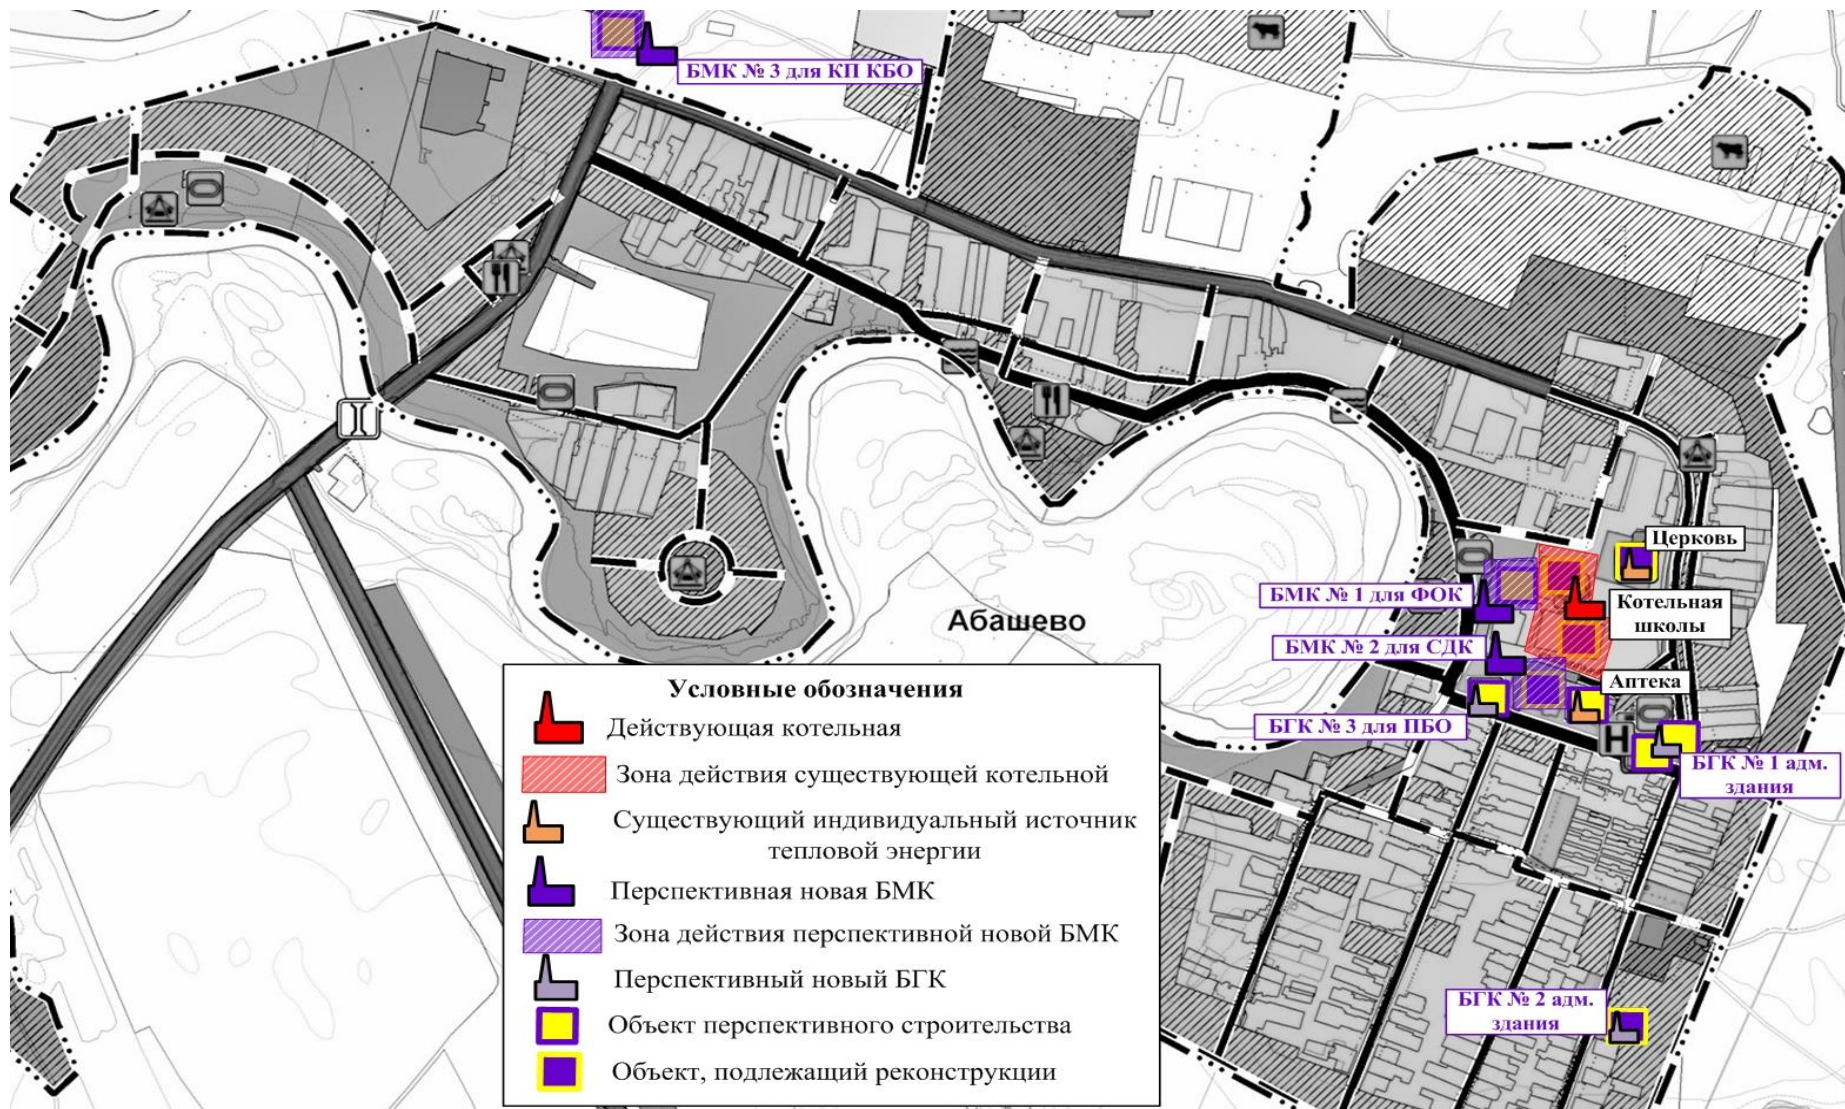 БМК № 3 для КП КБО
Церковь
БМК № 1 для ФОК
Котельная
школы
Абашево
БМК № 2 для СДК
Аптека
БГК № 3 для ПБО
Н
БГК № 1 адм.
здания
БГК № 2 адм.
здания
Условные обозначения
Действующая котельная
Зона действия существующей котельной
Существующий индивидуальный источник
тепловой энергии
Перспективная новая БМК
Зона действия перспективной новой БМК
Перспективный новый БГК
Объект перспективного строительства
Объект, подлежащий реконструкции